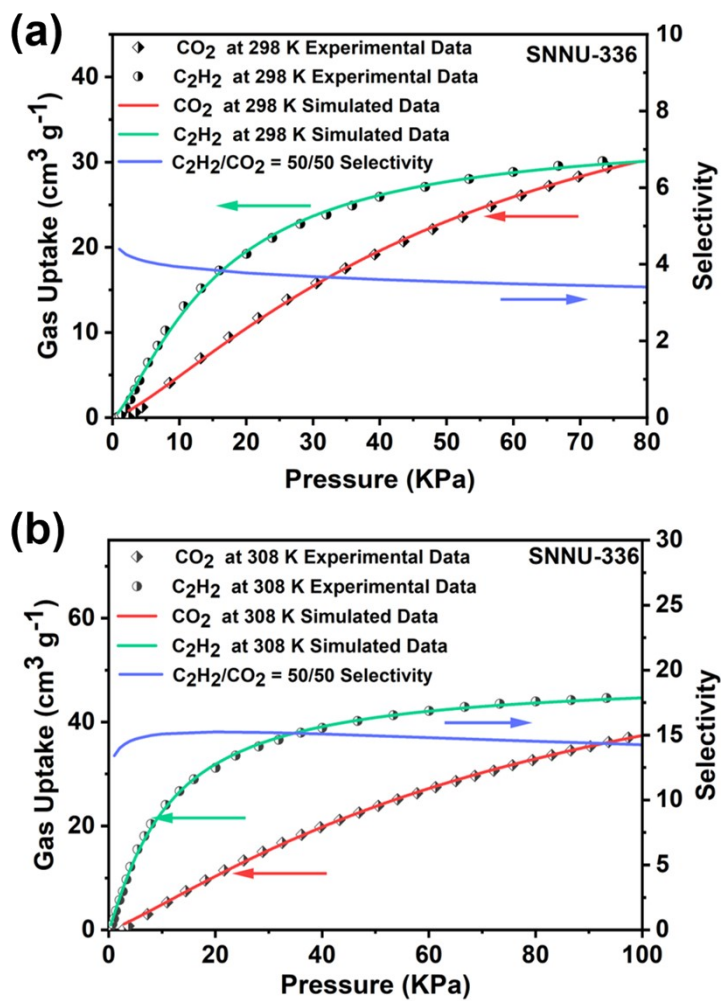 (a)
SNNU-336
CO2 at 298 K Experimental Data
C2H2 at 298 K Experimental Data
CO2 at 298 K Simulated Data
C2H2 at 298 K Simulated Data
C2H2/CO2 = 50/50 Selectivity
Gas Uptake (cm³ g⁻¹)
0
10
20
30
40
Selectivity
0
2
4
6
8
10
0 10 20 30 40 50 60 70 80
Pressure (KPa)
(b)
SNNU-336
CO2 at 308 K Experimental Data
C2H2 at 308 K Experimental Data
CO2 at 308 K Simulated Data
C2H2 at 308 K Simulated Data
C2H2/CO2 = 50/50 Selectivity
Gas Uptake (cm³ g⁻¹)
0
20
40
60
Selectivity
0
5
10
15
20
25
30
0 20 40 60 80 100
Pressure (KPa)